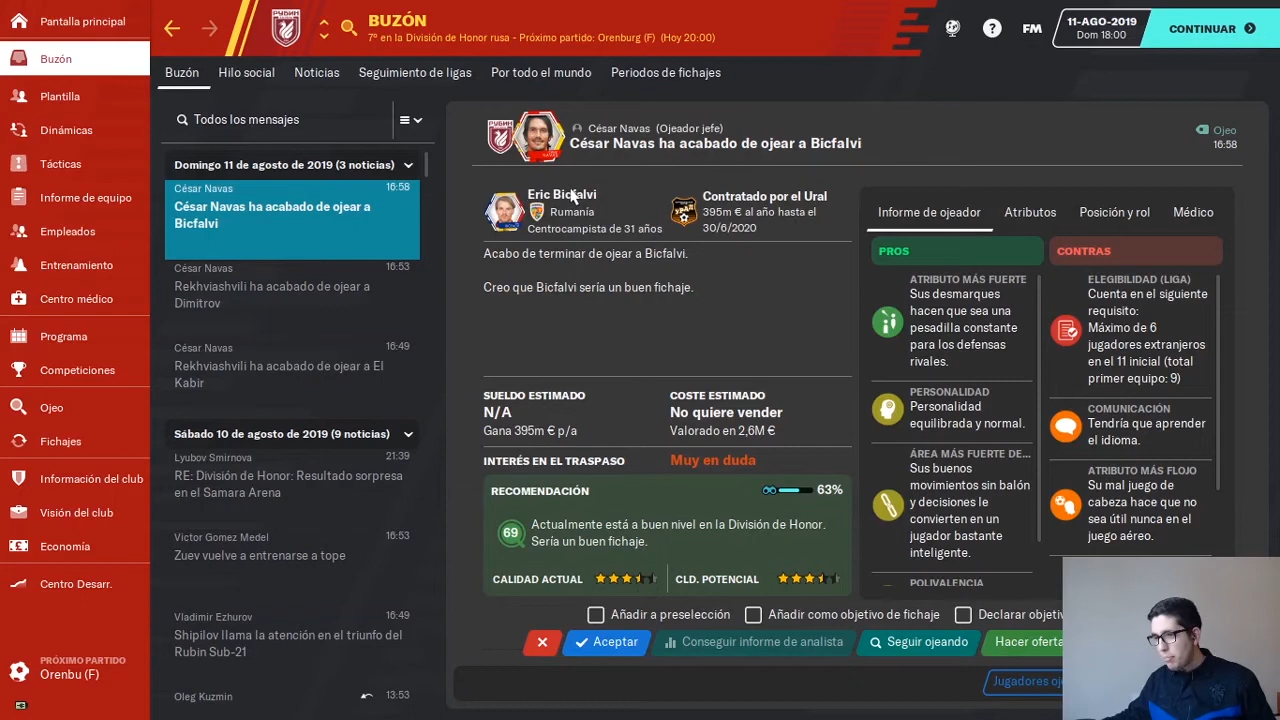 Pantalla principal
Buzón
Plantilla
Dinámicas
Tácticas
Informe de equipo
Empleados
Entrenamiento
Centro médico
Programa
Competiciones
Ojeo
Fichajes
Información del club
Visión del club
Economía
Centro Desarr.
PRÓXIMO PARTIDO
Orenbu (F)
РУБИН
BUZÓN
7º en la División de Honor rusa - Próximo partido: Orenburg (F) (Hoy 20:00)
?
FM
11-AGO-2019
Dom 18:00
CONTINUAR
Buzón
Hilo social
Noticias
Seguimiento de ligas
Por todo el mundo
Periodos de fichajes
Todos los mensajes
Domingo 11 de agosto de 2019 (3 noticias)
César Navas 16:58
César Navas ha acabado de ojear a
Bicfalvi
César Navas 16:53
Rekhviashvili ha acabado de ojear a
Dimitrov
César Navas 16:49
Rekhviashvili ha acabado de ojear a El
Kabir
Sábado 10 de agosto de 2019 (9 noticias)
Lyubov Smirnova 21:39
RE: División de Honor: Resultado sorpresa
en el Samara Arena
Victor Gomez Medel 16:53
Zuev vuelve a entrenarse a tope
Vladimir Ezhurov 16:49
Shipilov llama la atención en el triunfo del
Rubin Sub-21
Oleg Kuzmin 13:53
РУБИН
César Navas (Ojeador jefe)
César Navas ha acabado de ojear a Bicfalvi
Ojeo
16:58
Eric Bicfalvi
Rumanía
Centrocampista de 31 años
Contratado por el Ural
395m € al año hasta el
30/6/2020
Acabo de terminar de ojear a Bicfalvi.
Creo que Bicfalvi sería un buen fichaje.
SUELDO ESTIMADO
N/A
Gana 395m € p/a
COSTE ESTIMADO
No quiere vender
Valorado en 2,6M €
INTERÉS EN EL TRASPASO
Muy en duda
RECOMENDACIÓN
63%
69
Actualmente está a buen nivel en la División de Honor.
Sería un buen fichaje.
CALIDAD ACTUAL
CLD. POTENCIAL
Informe de ojeador
Atributos
Posición y rol
Médico
PROS
ATRIBUTO MÁS FUERTE
Sus desmarques
hacen que sea una
pesadilla constante
para los defensas
rivales.
PERSONALIDAD
Personalidad
equilibrada y normal.
ÁREA MÁS FUERTE DE...
Sus buenos
movimientos sin balón
y decisiones le
convierten en un
jugador bastante
inteligente.
POLIVALENCIA
CONTRAS
ELEGIBILIDAD (LIGA)
Cuenta en el siguiente
requisito:
Máximo de 6
jugadores extranjeros
en el 11 inicial (total
primer equipo: 9)
COMUNICACIÓN
Tendría que aprender
el idioma.
ATRIBUTO MÁS FLOJO
Su mal juego de
cabeza hace que no
sea útil nunca en el
juego aéreo.
Añadir a preselección
Añadir como objetivo de fichaje
Declarar objeti
Aceptar
Conseguir informe de analista
Seguir ojeando
Hacer oferta
Jugadores oj